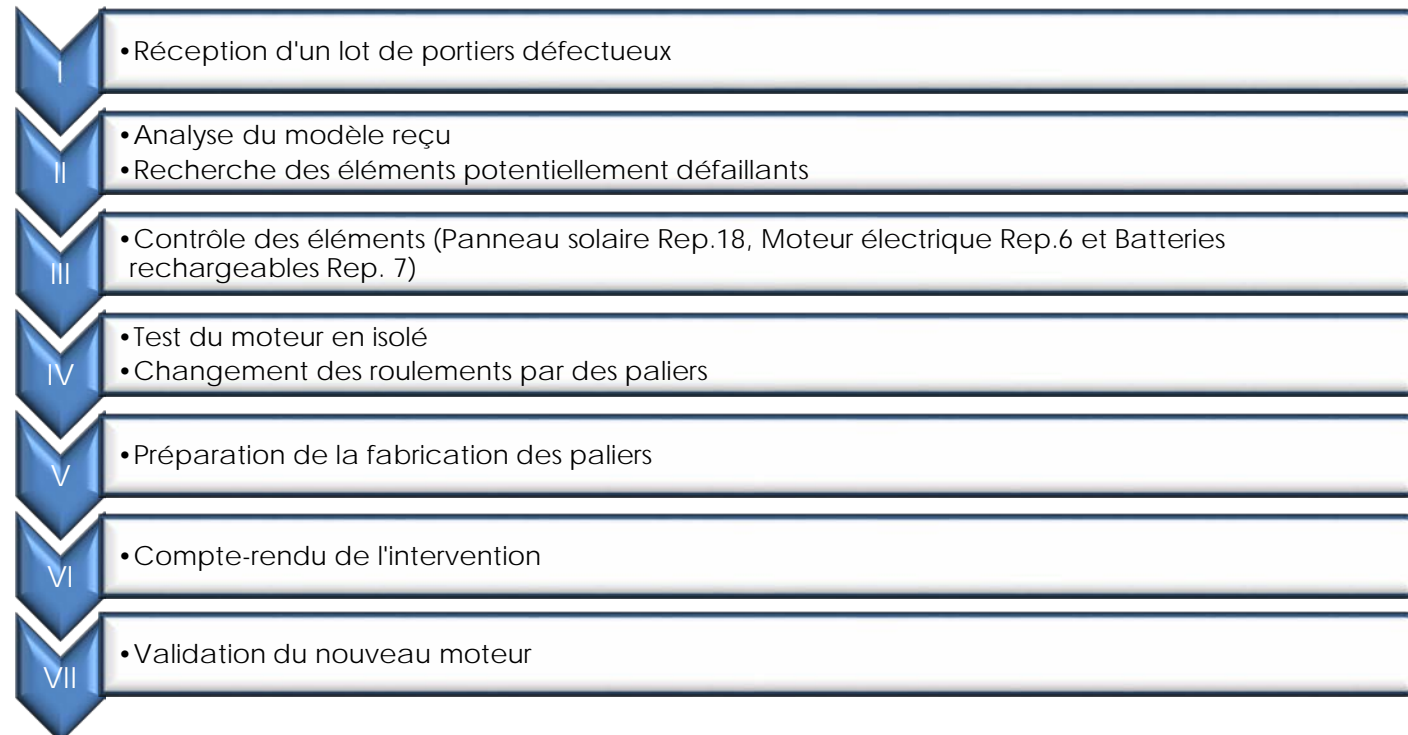 I
•Réception d'un lot de portiers défectueux
II
•Analyse du modèle reçu
•Recherche des éléments potentiellement défaillants
III
•Contrôle des éléments (Panneau solaire Rep.18, Moteur électrique Rep.6 et Batteries
rechargeables Rep. 7)
IV
•Test du moteur en isolé
•Changement des roulements par des paliers
V
•Préparation de la fabrication des paliers
VI
•Compte-rendu de l'intervention
VII
•Validation du nouveau moteur